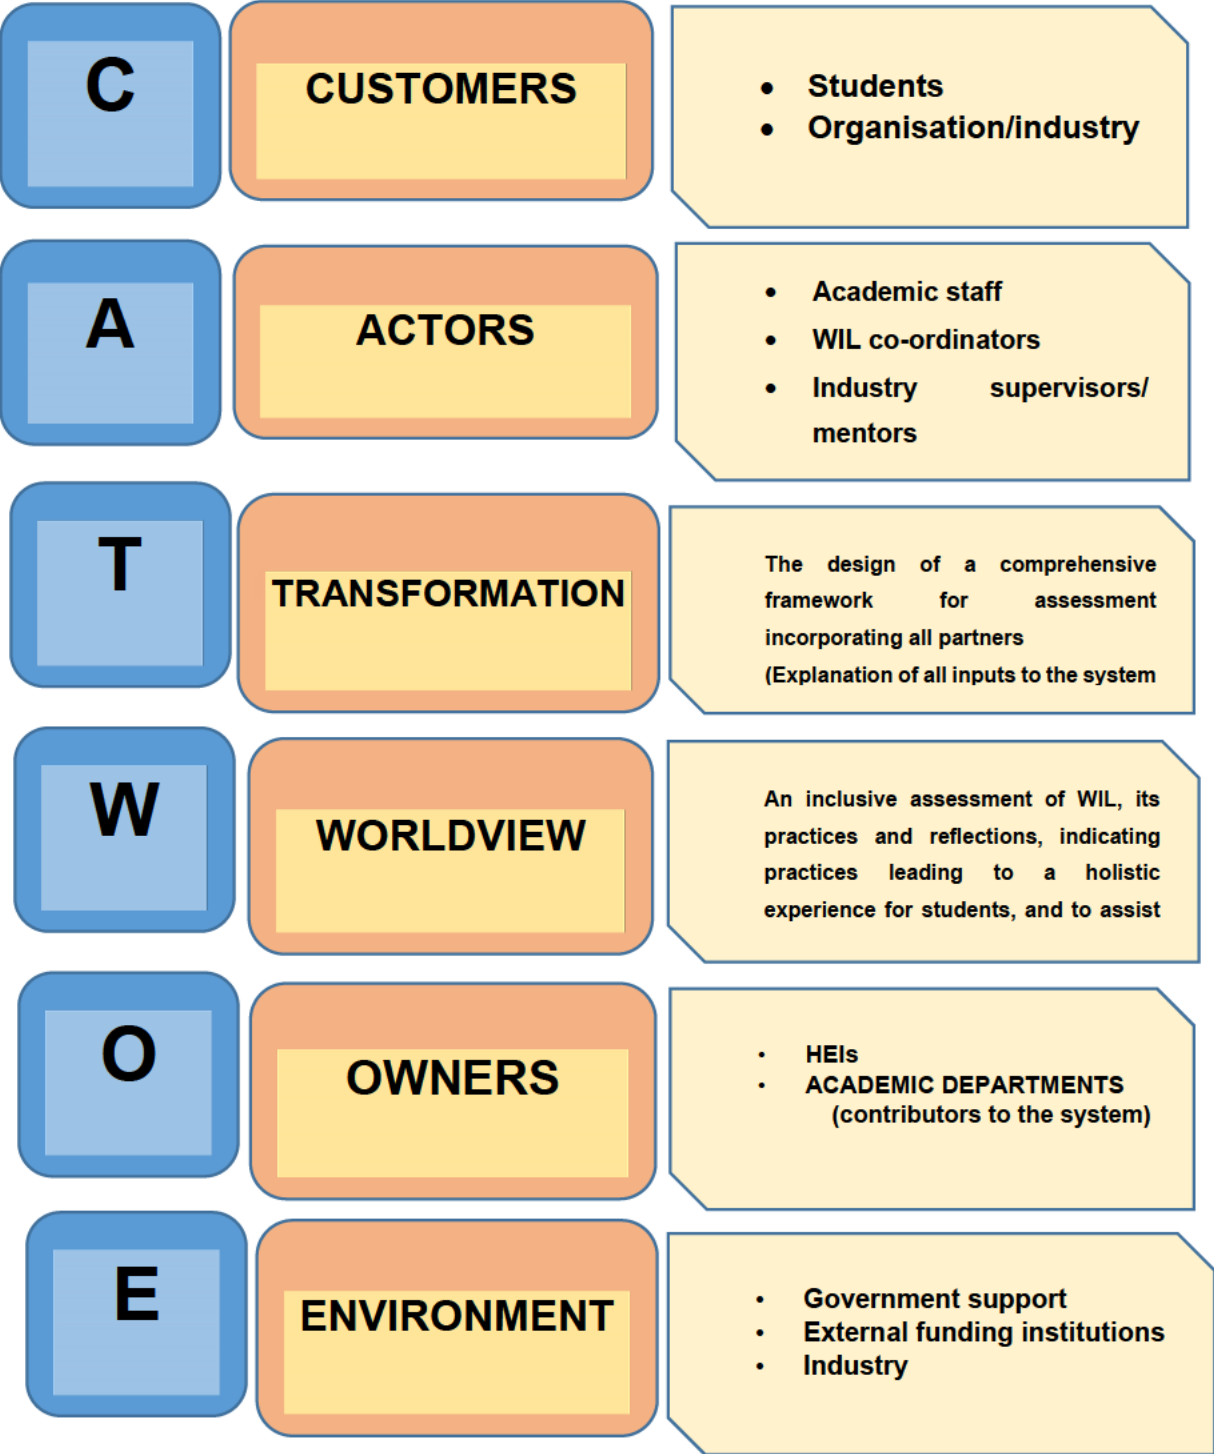 C
CUSTOMERS
• Students
• Organisation/industry
A
ACTORS
• Academic staff
• WIL co-ordinators
• Industry supervisors/
mentors
T
TRANSFORMATION
The design of a comprehensive
framework for assessment
incorporating all partners
(Explanation of all inputs to the system
W
WORLDVIEW
An inclusive assessment of WIL, its
practices and reflections, indicating
practices leading to a holistic
experience for students, and to assist
O
OWNERS
• HEIs
• ACADEMIC DEPARTMENTS
(contributors to the system)
E
ENVIRONMENT
• Government support
• External funding institutions
• Industry